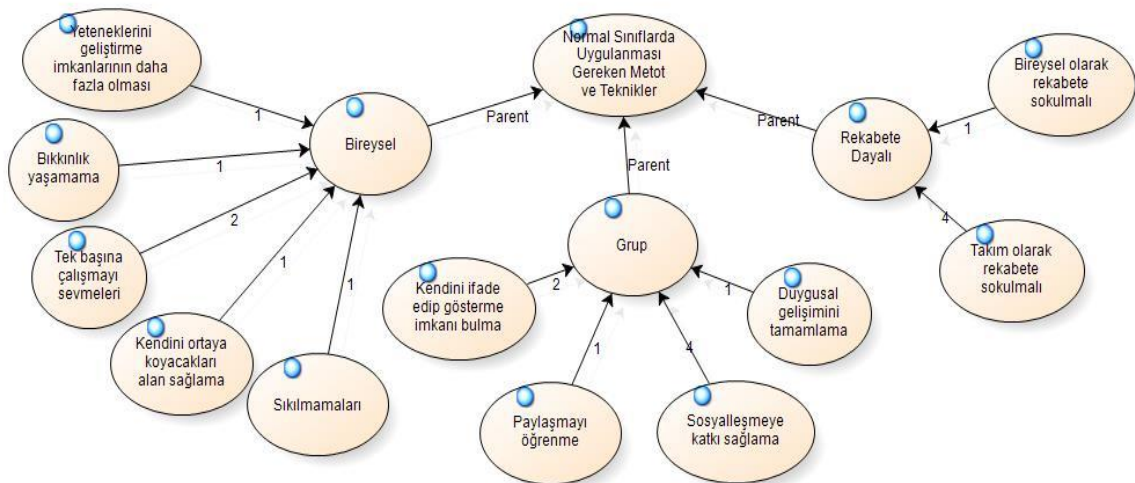 Yeteneklerini
geliştirme
imkanlarının daha
fazla olması
Normal Sınıflarda
Uygulanması
Gereken Metot
ve Teknikler
Bireysel olarak
rekabete
sokulmalı
1
Parent
Parent
1
Bıkkınlık
yaşamama
1
Bireysel
Rekabete
Dayalı
Parent
2
4
Tek başına
çalışmayı
sevmeleri
Grup
Takım olarak
rekabete
sokulmalı
1
1
Kendini ifade
edip gösterme
imkanı bulma
2
1
Duygusal
gelişimini
tamamlama
Kendini ortaya
koyacakları
alan sağlama
1
4
Sıkılmamaları
Paylaşmayı
öğrenme
Sosyalleşmeye
katkı sağlama